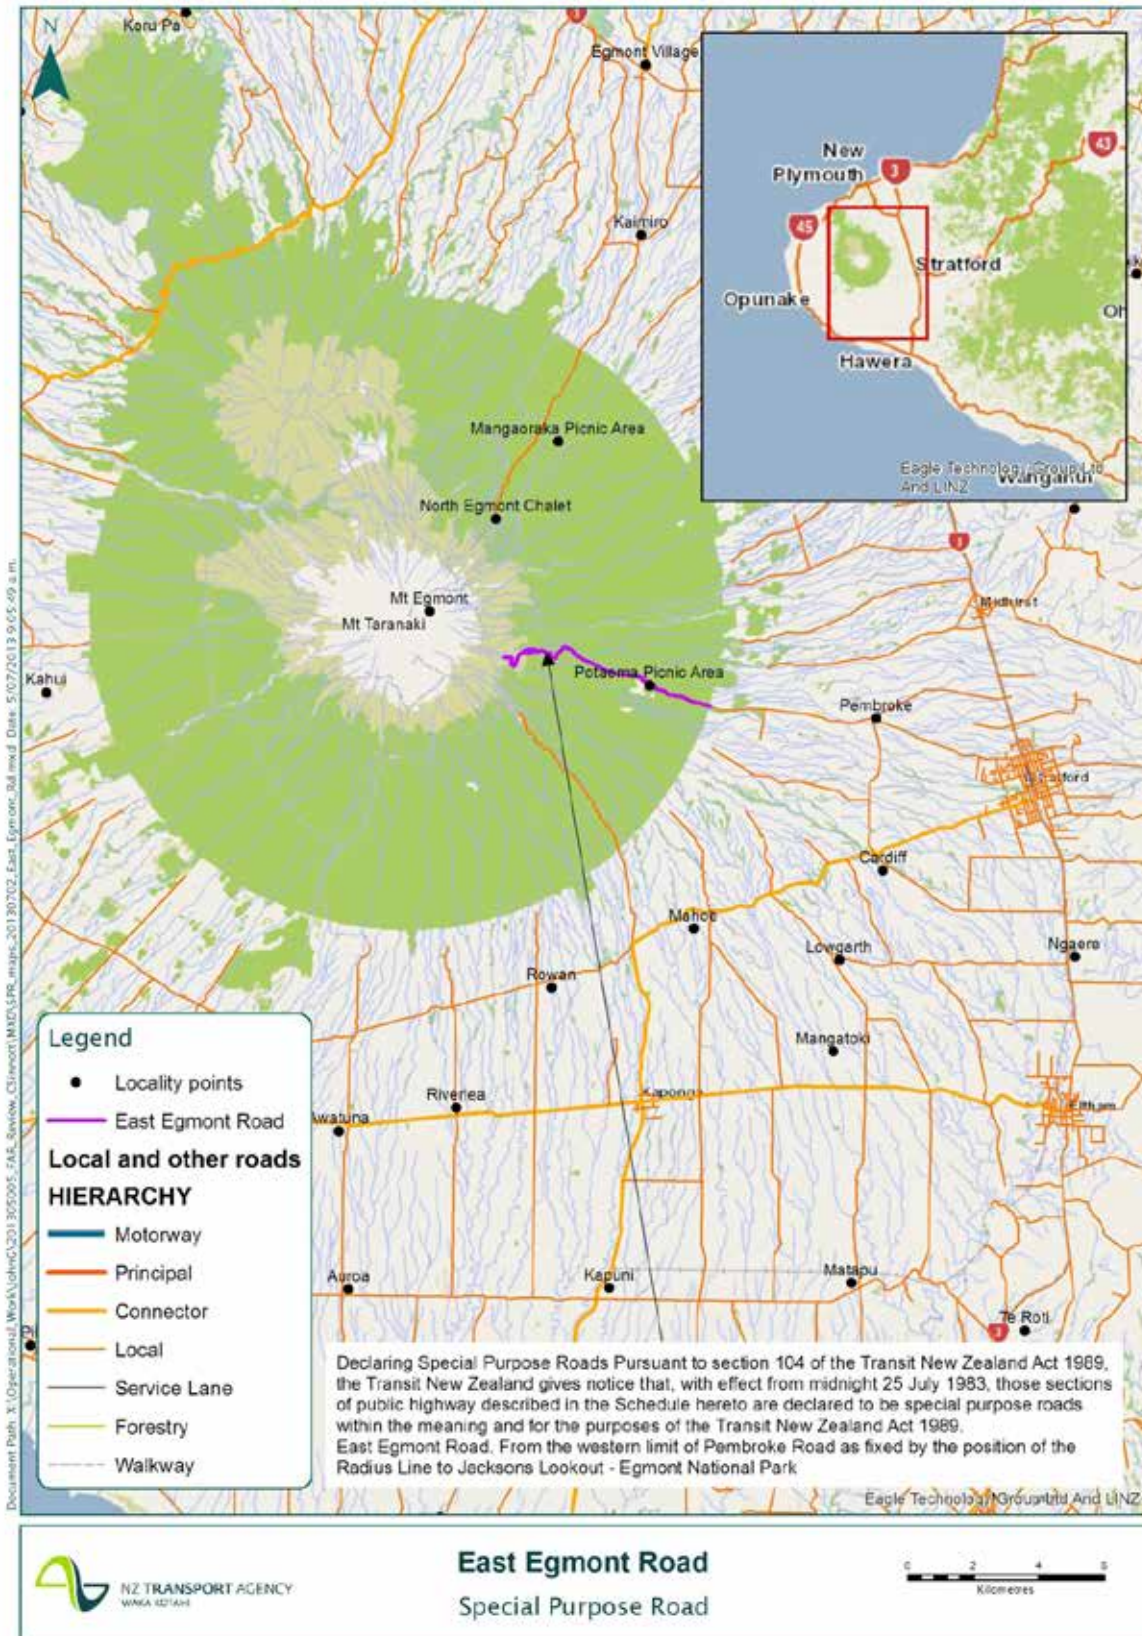 Koru Pa
N
Egmont Village
3
Kaimiro
New
Plymouth
3
43
45
Stratford
Opunake
Hawera
Eagle Technology Group Ltd
And LINZ
Wanganui
Mangaoraka Picnic Area
North Egmont Chalet
3
Mt Egmont
Mt Taranaki
Midhurst
Kahui
Potaema Picnic Area
Pembroke
Stratford
Cardiff
Mahoe
Lowgarth
Ngaere
Rowan
Mangatoki
Riverlea
Kaponga
Eltham
Awatuna
Auroa
Kapuni
Matapu
Te Roti
3
Legend
Locality points
East Egmont Road
Local and other roads
HIERARCHY
Motorway
Principal
Connector
Local
Service Lane
Forestry
Walkway
Declaring Special Purpose Roads Pursuant to section 104 of the Transit New Zealand Act 1989,
the Transit New Zealand gives notice that, with effect from midnight 25 July 1983, those sections
of public highway described in the Schedule hereto are declared to be special purpose roads
within the meaning and for the purposes of the Transit New Zealand Act 1989.
East Egmont Road. From the western limit of Pembroke Road as fixed by the position of the
Radius Line to Jacksons Lookout - Egmont National Park
Eagle Technology Group Ltd And LINZ
NZ TRANSPORT AGENCY
WAKA KOTAHI
East Egmont Road
Special Purpose Road
0 2 4 6
Kilometres